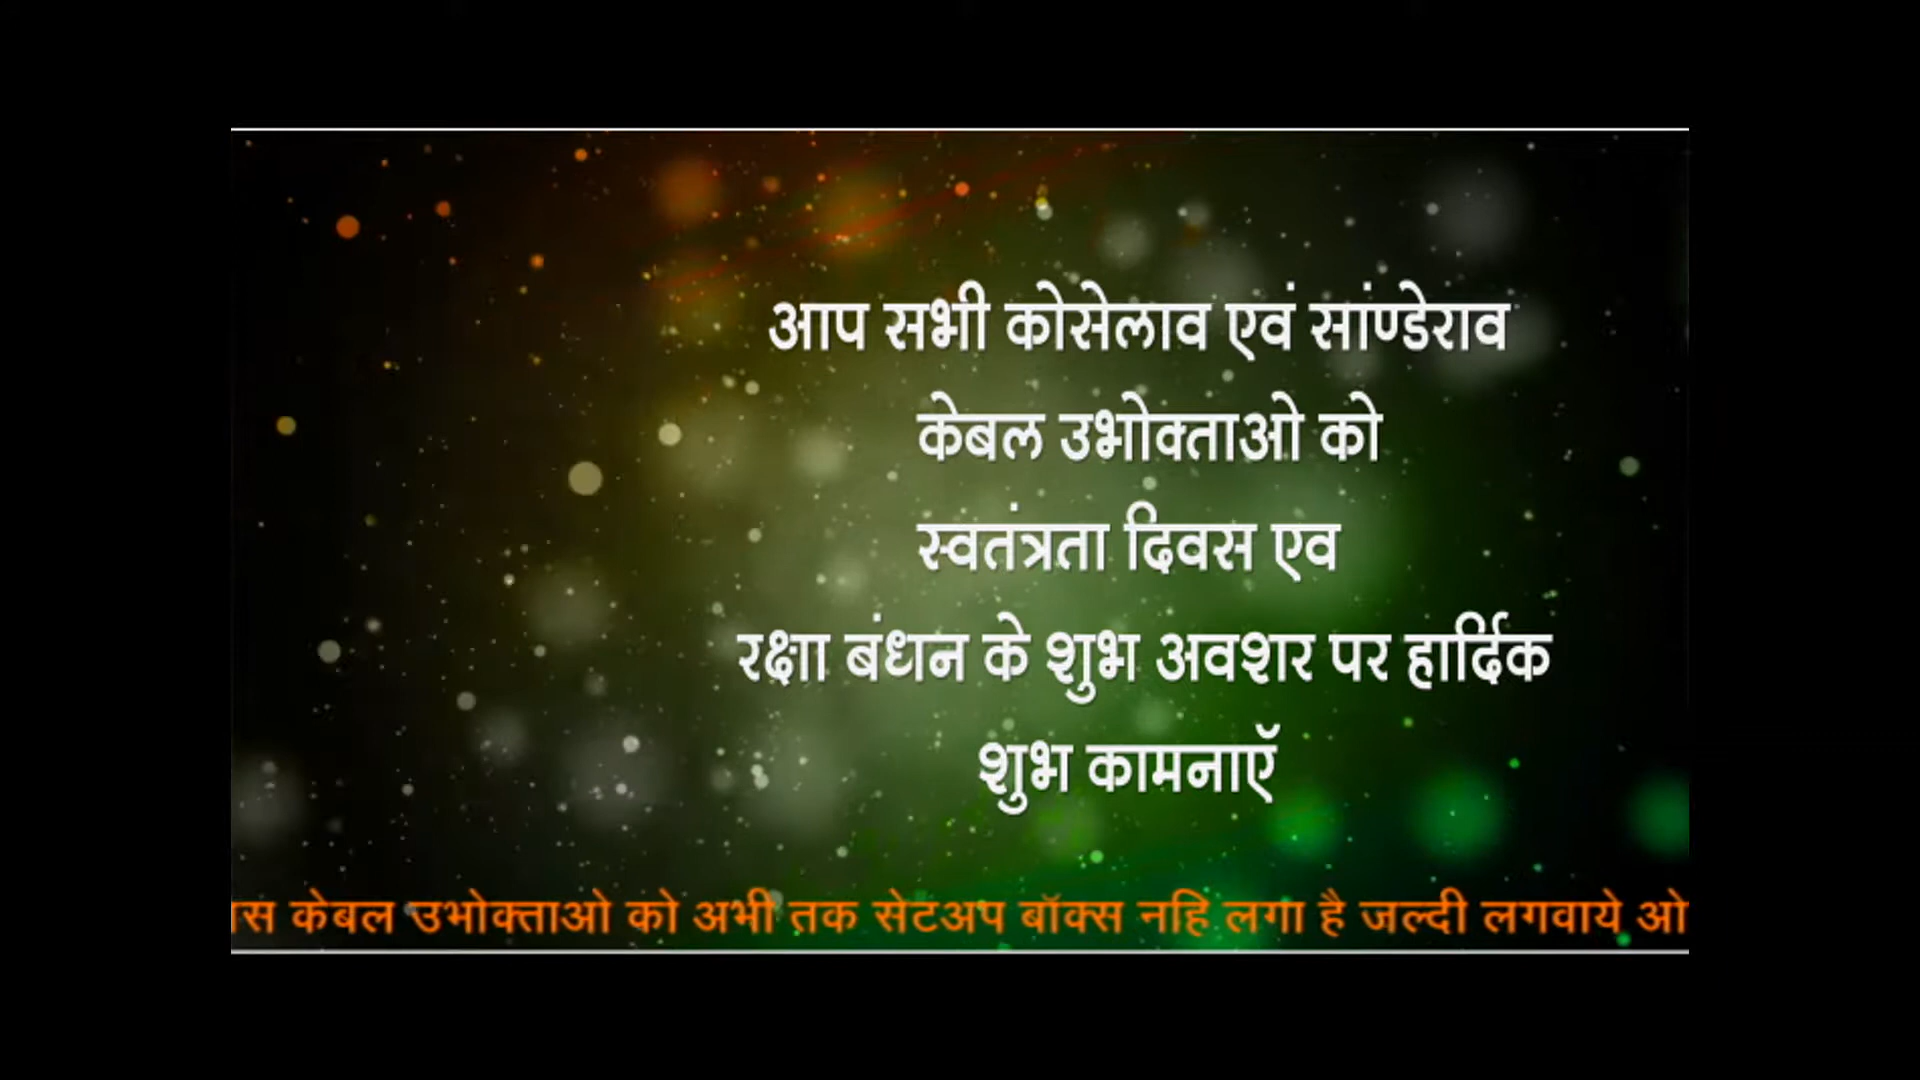 आप सभी कोसेलाव एवं सांण्डेराव
केबल उभोक्ताओ को
स्वतंत्रता दिवस एव
रक्षा बंधन के शुभ अवशर पर हार्दिक
शुभ कामनाएॅ
केबल उभोक्ताओ को अभी तक सेटअप बॉक्स नहि लगा है जल्दी लगवाये ओ